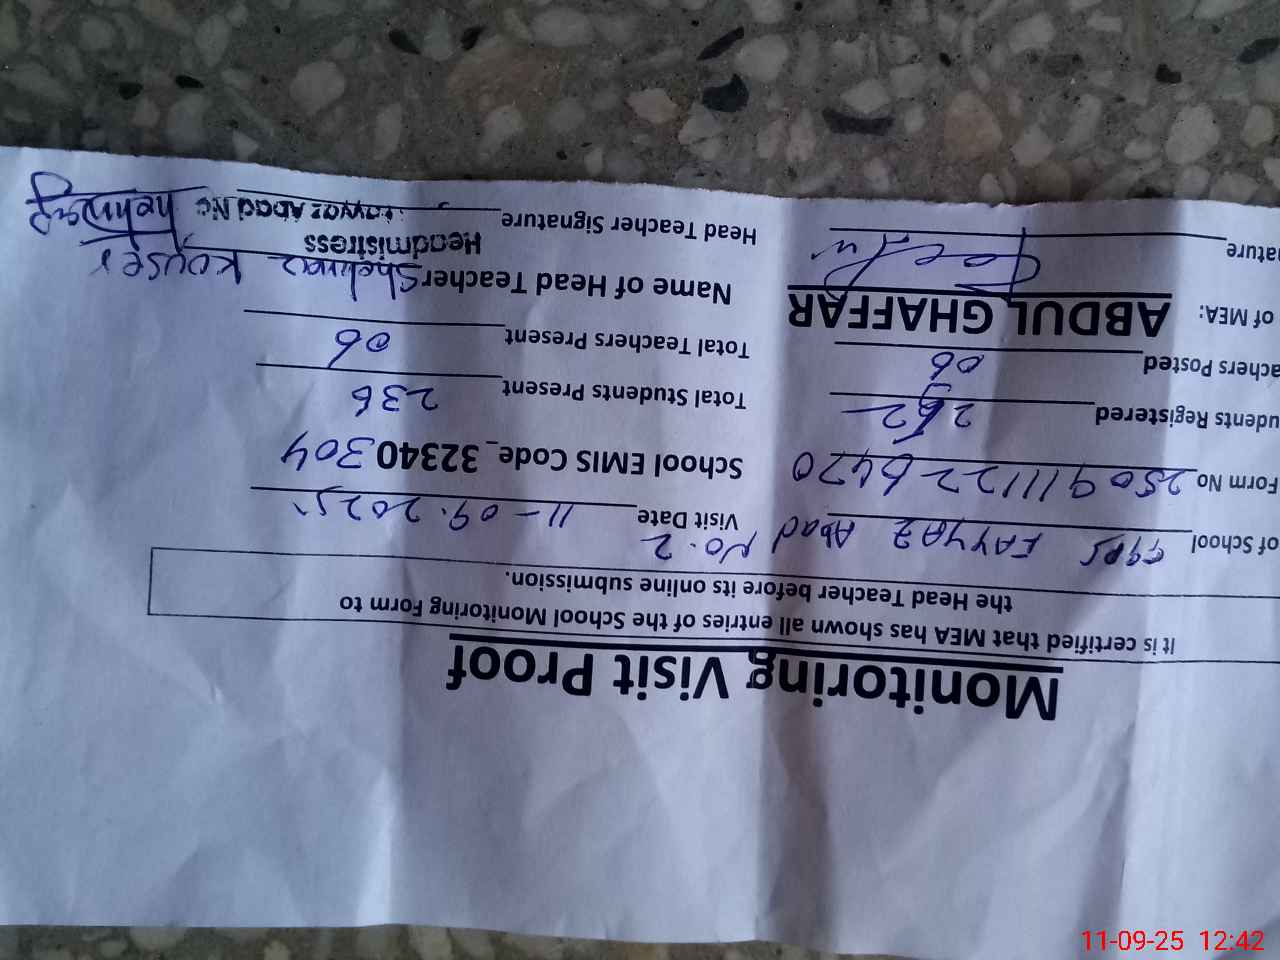 Monitoring Visit Proof
It is certified that MEA has shown all entries of the School Monitoring Form to
the Head Teacher before its online submission.
of School GGPS FAYYAZ Abad No. 2 Visit Date 11-09.2025
Form No 250911122 6470 School EMIS Code_32340304
udents Registered 262 Total Students Present 236
achers Posted 06 Total Teachers Present 06
of MEA: ABDUL GHAFFAR Name of Head Teacher Shehnaz Kouser
nature Head Teacher Signature
Headmistress
Fayyaz Abad No
11-09-25 12:42